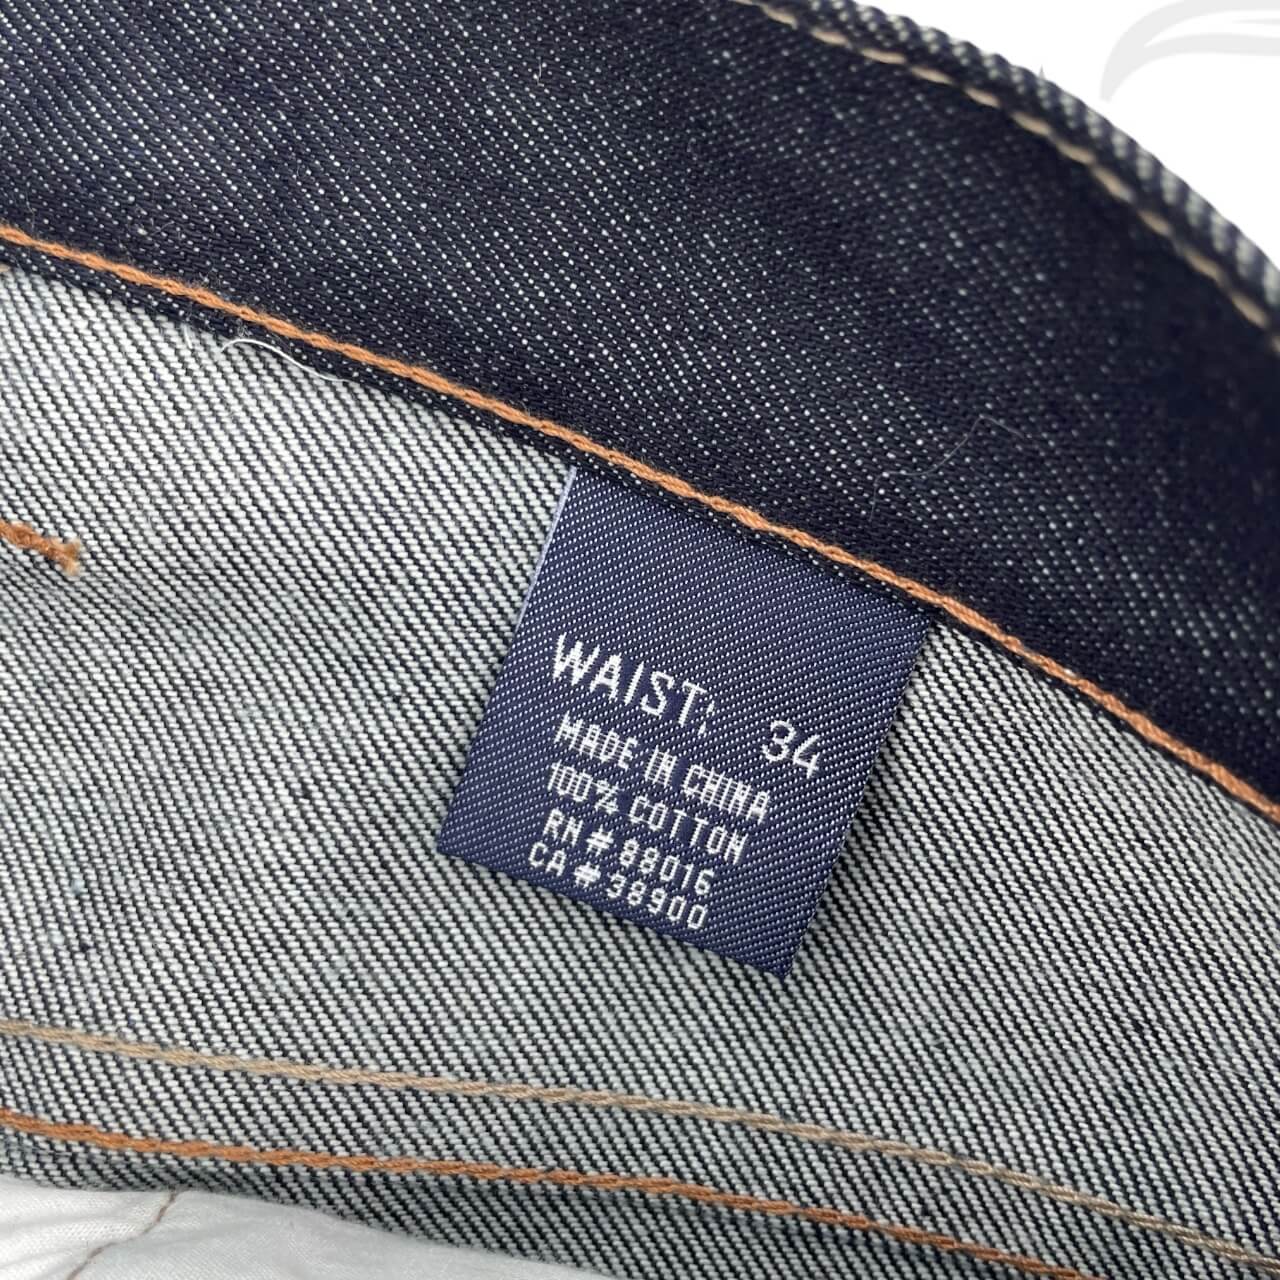 WAIST; 34
MADE IN CHINA
100% COTTON
RN # 88016
CA # 38900